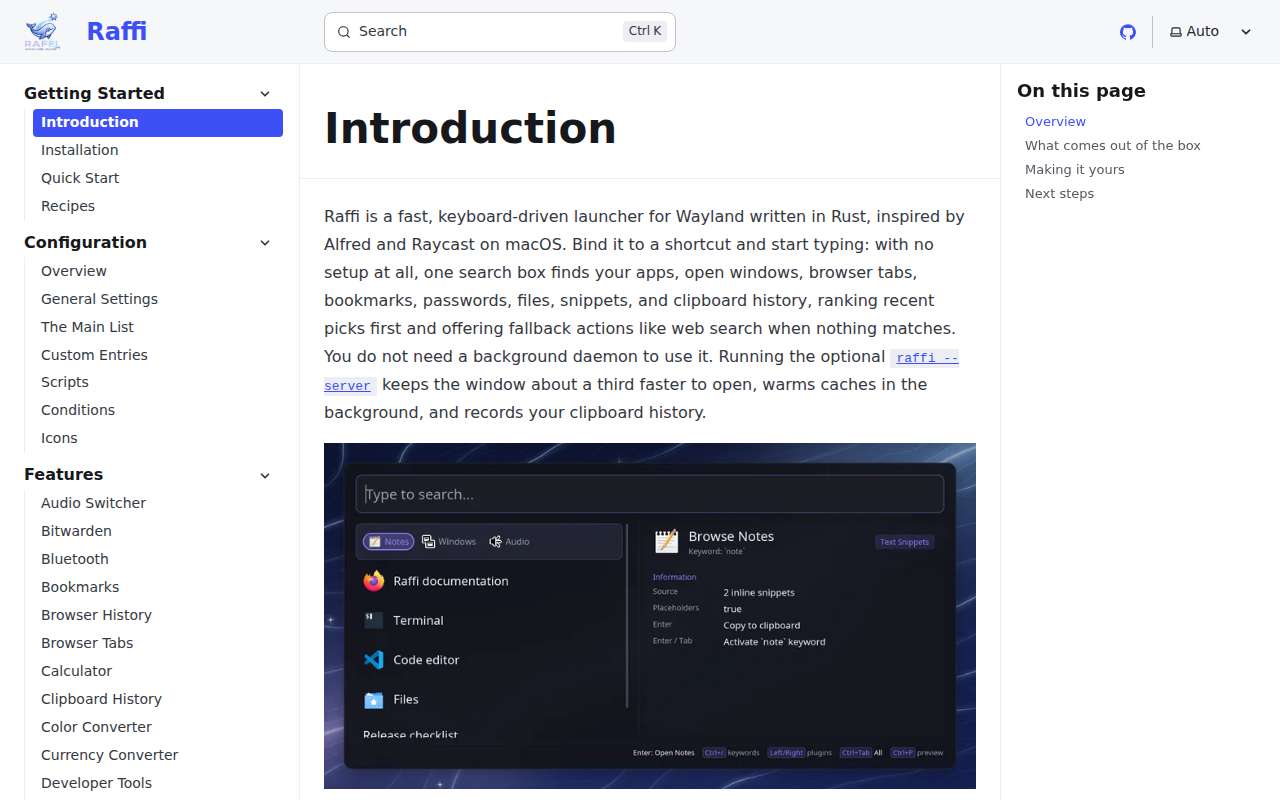 RAFFI
Raffi
Search
Ctrl K
Auto
Getting Started
Introduction
Installation
Quick Start
Recipes
Configuration
Overview
General Settings
The Main List
Custom Entries
Scripts
Conditions
Icons
Features
Audio Switcher
Bitwarden
Bluetooth
Bookmarks
Browser History
Browser Tabs
Calculator
Clipboard History
Color Converter
Currency Converter
Developer Tools
Introduction
Raffi is a fast, keyboard-driven launcher for Wayland written in Rust, inspired by
Alfred and Raycast on macOS. Bind it to a shortcut and start typing: with no
setup at all, one search box finds your apps, open windows, browser tabs,
bookmarks, passwords, files, snippets, and clipboard history, ranking recent
picks first and offering fallback actions like web search when nothing matches.
You do not need a background daemon to use it. Running the optional raffi --
server keeps the window about a third faster to open, warms caches in the
background, and records your clipboard history.
Type to search...
Notes Windows Audio
Raffi documentation
Terminal
Code editor
Files
Release checklist
Browse Notes
Keyword: `note`
Text Snippets
Information
Source 2 inline snippets
Placeholders true
Enter Copy to clipboard
Enter / Tab Activate `note` keyword
Enter: Open Notes Ctrl+/ keywords Left/Right plugins Ctrl+Tab All Ctrl+P preview
On this page
Overview
What comes out of the box
Making it yours
Next steps